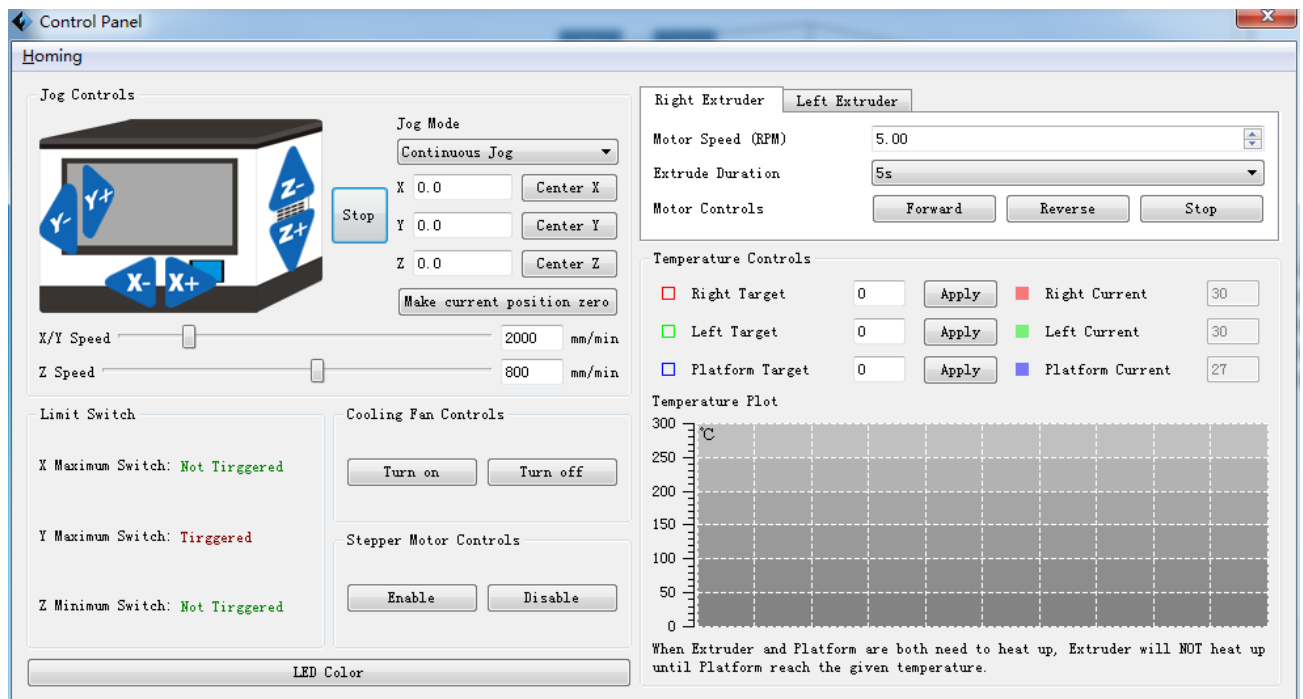 Control Panel
Homing
Jog Controls
Y-
Y+
Z-
Z+
X-
X+
Stop
Jog Mode
Continuous Jog
X 0.0 Center X
Y 0.0 Center Y
Z 0.0 Center Z
Make current position zero
X/Y Speed 2000 mm/min
Z Speed 800 mm/min
Limit Switch
X Maximum Switch: Not Tirggered
Y Maximum Switch: Tirggered
Z Minimum Switch: Not Tirggered
Cooling Fan Controls
Turn on Turn off
Stepper Motor Controls
Enable Disable
LED Color
Right Extruder Left Extruder
Motor Speed (RPM) 5.00
Extrude Duration 5s
Motor Controls Forward Reverse Stop
Temperature Controls
Right Target 0 Apply Right Current 30
Left Target 0 Apply Left Current 30
Platform Target 0 Apply Platform Current 27
Temperature Plot
300 °C
250
200
150
100
50
0
When Extruder and Platform are both need to heat up, Extruder will NOT heat up
until Platform reach the given temperature.